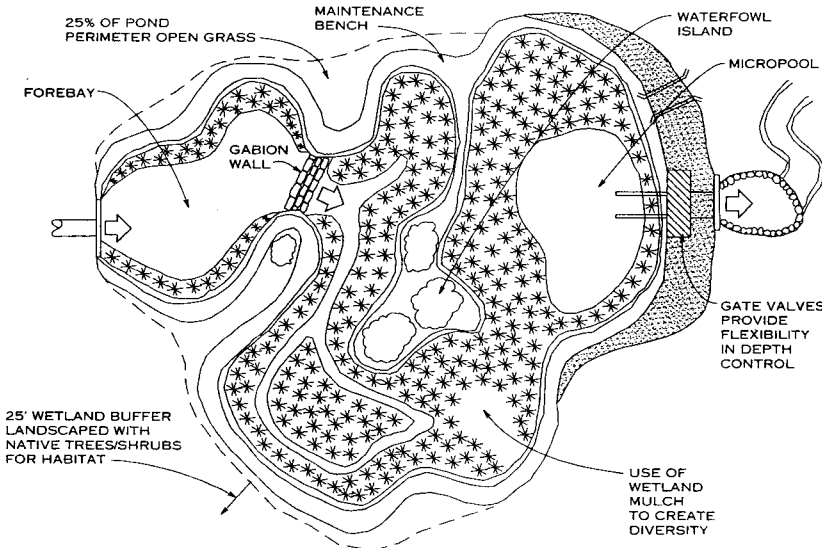 25% OF POND
PERIMETER OPEN GRASS
MAINTENANCE
BENCH
WATERFOWL
ISLAND
MICROPOOL
FOREBAY
GABION
WALL
GATE VALVES
PROVIDE
FLEXIBILITY
IN DEPTH
CONTROL
25' WETLAND BUFFER
LANDSCAPED WITH
NATIVE TREES/SHRUBS
FOR HABITAT
USE OF
WETLAND
MULCH
TO CREATE
DIVERSITY